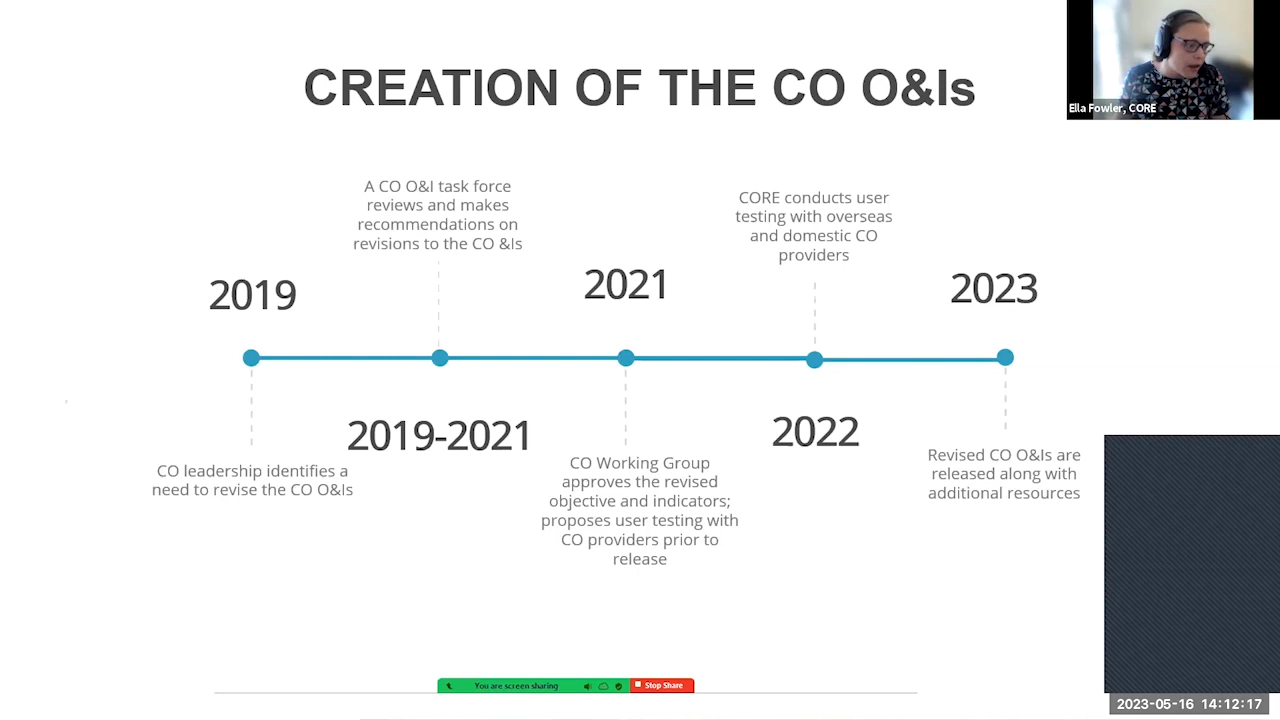 CREATION OF THE CO O&Is
Ella Fowler, CORE
A CO O&I task force
reviews and makes
recommendations on
revisions to the CO &Is
CORE conducts user
testing with overseas
and domestic CO
providers
2019
2021
2023
2019-2021
2022
CO leadership identifies a
need to revise the CO O&Is
CO Working Group
approves the revised
objective and indicators;
proposes user testing with
CO providers prior to
release
Revised CO O&Is are
released along with
additional resources
You are screen sharing
Stop Share
2023-05-16 14:12:17